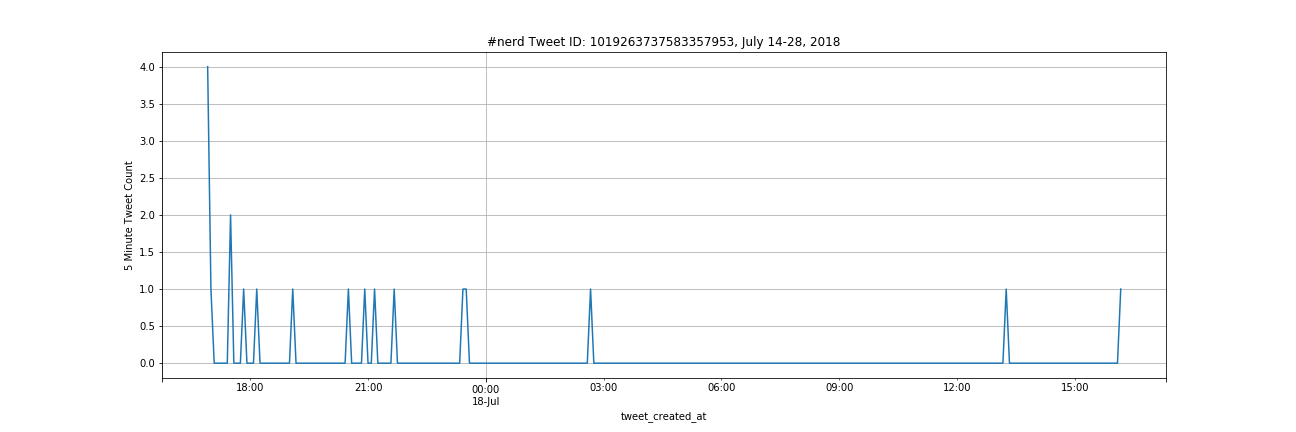 #nerd Tweet ID: 1019263737583357953, July 14-28, 2018
4.0
3.5
3.0
2.5
2.0
1.5
1.0
0.5
0.0
5 Minute Tweet Count
18:00 21:00 00:00 03:00 06:00 09:00 12:00 15:00
18-Jul
tweet_created_at